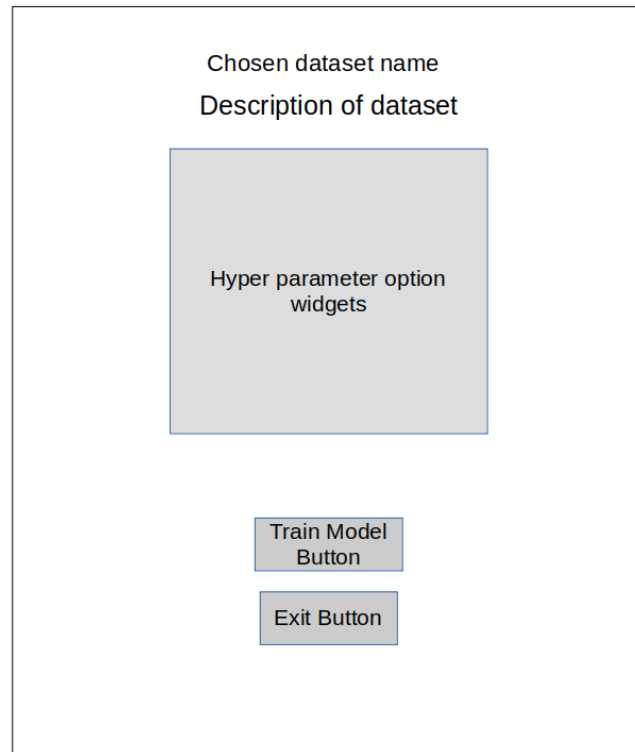 Chosen dataset name
Description of dataset
Hyper parameter option
widgets
Train Model
Button
Exit Button